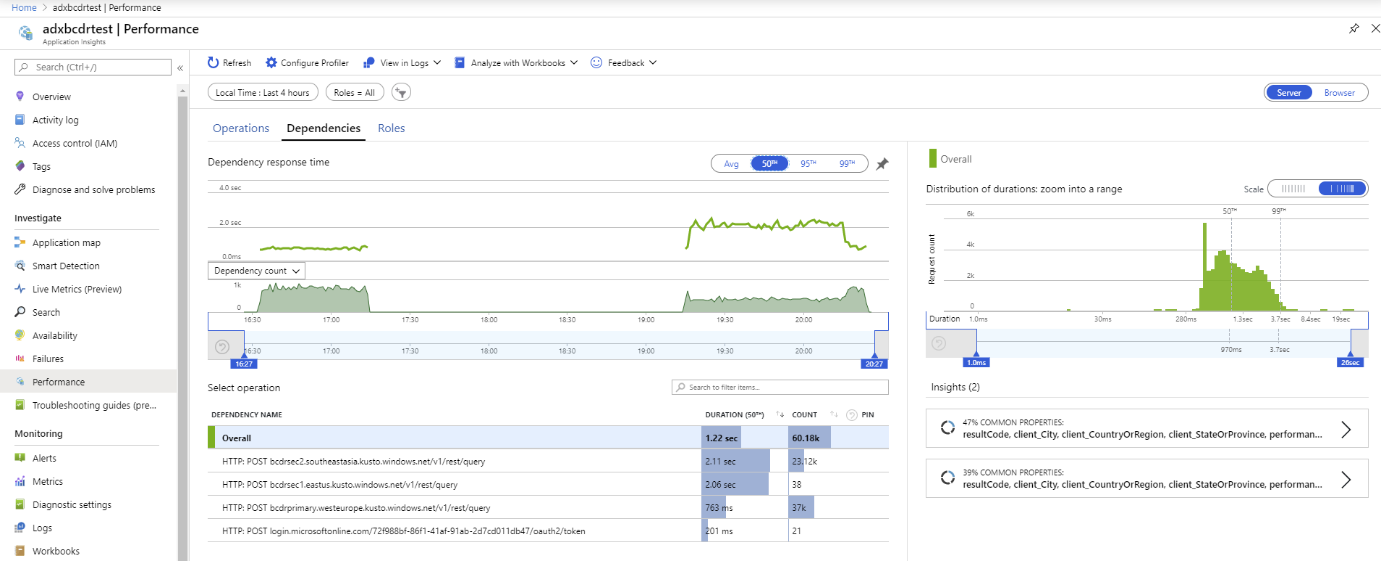 Home > adxbcdrtest | Performance
adxbcdrtest | Performance
Application Insights
Search (Ctrl+/)
«
Overview
Activity log
Access control (IAM)
Tags
Diagnose and solve problems
Investigate
Application map
Smart Detection
Live Metrics (Preview)
Search
Availability
Failures
Performance
Troubleshooting guides (pre...
Monitoring
Alerts
Metrics
Diagnostic settings
Logs
Workbooks
Refresh Configure Profiler View in Logs Analyze with Workbooks Feedback
Local Time : Last 4 hours Roles = All
Server Browser
Operations Dependencies Roles
Dependency response time
Avg 50TH 95TH 99TH
4.0 sec
2.0 sec
0.0ms
Dependency count
1k
0
16:30 17:00 17:30 18:00 18:30 19:00 19:30 20:00
16:30 17:00 17:30 18:00 18:30 19:00 19:30 20:00
16:27 20:27
Select operation
Search to filter items...
DEPENDENCY NAME DURATION (50TH) COUNT PIN
Overall 1.22 sec 60.18k
HTTP: POST bcdrsec2.southeastasia.kusto.windows.net/v1/rest/query 2.11 sec 23.12k
HTTP: POST bcdrsec1.eastus.kusto.windows.net/v1/rest/query 2.06 sec 38
HTTP: POST bcdrprimary.westeurope.kusto.windows.net/v1/rest/query 763 ms 37k
HTTP: POST login.microsoftonline.com/72f988bf-86f1-41af-91ab-2d7cd011db47/oauth2/token 201 ms 21
Overall
Distribution of durations: zoom into a range
Scale
50TH 99TH
Request count
6k
4k
2k
0
Duration 1.0ms 30ms 280ms 1.3sec 3.7sec 8.4sec 19sec
970ms 3.7sec
1.0ms 26sec
Insights (2)
47% COMMON PROPERTIES:
resultCode, client_City, client_CountryOrRegion, client_StateOrProvince, performan...
39% COMMON PROPERTIES:
resultCode, client_City, client_CountryOrRegion, client_StateOrProvince, performan...